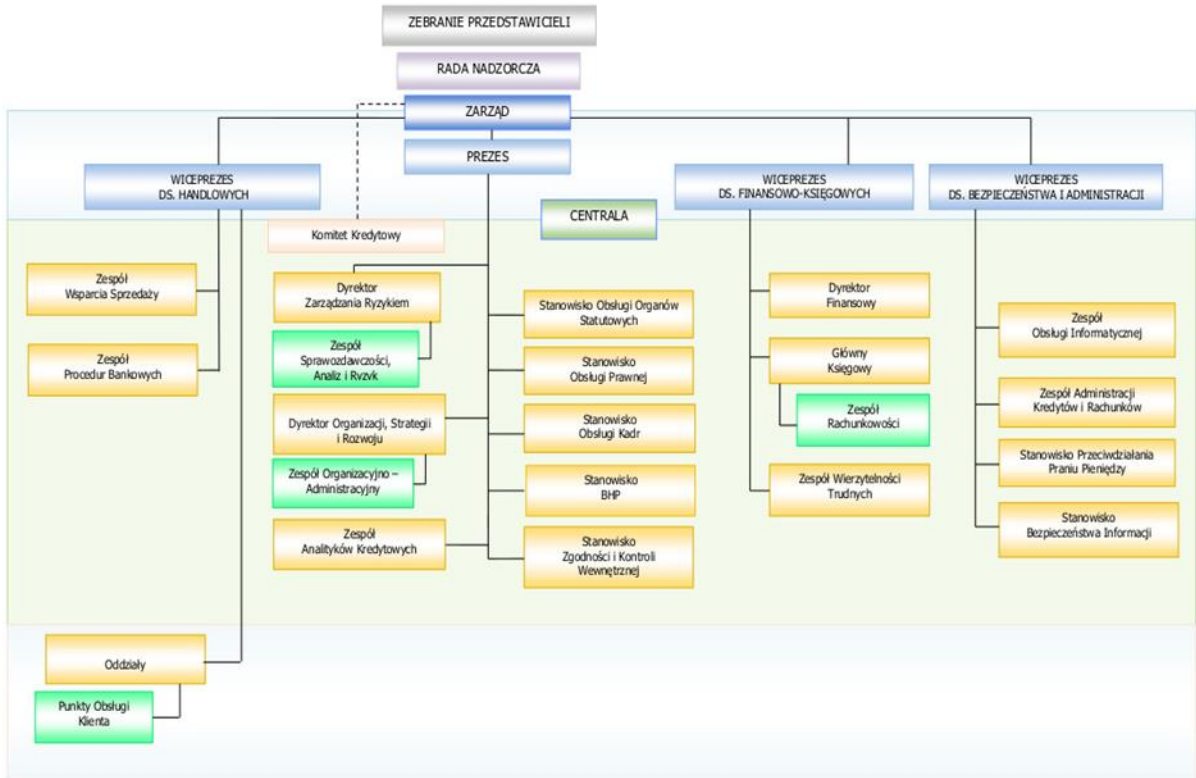 ZEBRANIE PRZEDSTAWICIELI
RADA NADZORCZA
ZARZĄD
PREZES
WICEPREZES
DS. HANDLOWYCH
WICEPREZES
DS. FINANSOWO-KSIĘGOWYCH
WICEPREZES
DS. BEZPIECZEŃSTWA I ADMINISTRACJI
CENTRALA
Komitet Kredytowy
Zespół
Wsparcia Sprzedaży
Zespół
Procedur Bankowych
Dyrektor
Zarządzania Ryzykiem
Zespół
Sprawozdawczości,
Analiz i Ryzyk
Dyrektor Organizacji, Strategii
i Rozwoju
Zespół Organizacyjno –
Administracyjny
Zespół
Analityków Kredytowych
Stanowisko Obsługi Organów
Statutowych
Stanowisko
Obsługi Prawnej
Stanowisko
Obsługi Kadr
Stanowisko
BHP
Stanowisko
Zgodności i Kontroli
Wewnętrznej
Dyrektor
Finansowy
Główny
Księgowy
Zespół
Rachunkowości
Zespół Wierzytelności
Trudnych
Zespół
Obsługi Informatycznej
Zespół Administracji
Kredytów i Rachunków
Stanowisko Przeciwdziałania
Praniu Pieniędzy
Stanowisko
Bezpieczeństwa Informacji
Oddziały
Punkty Obsługi
Klienta